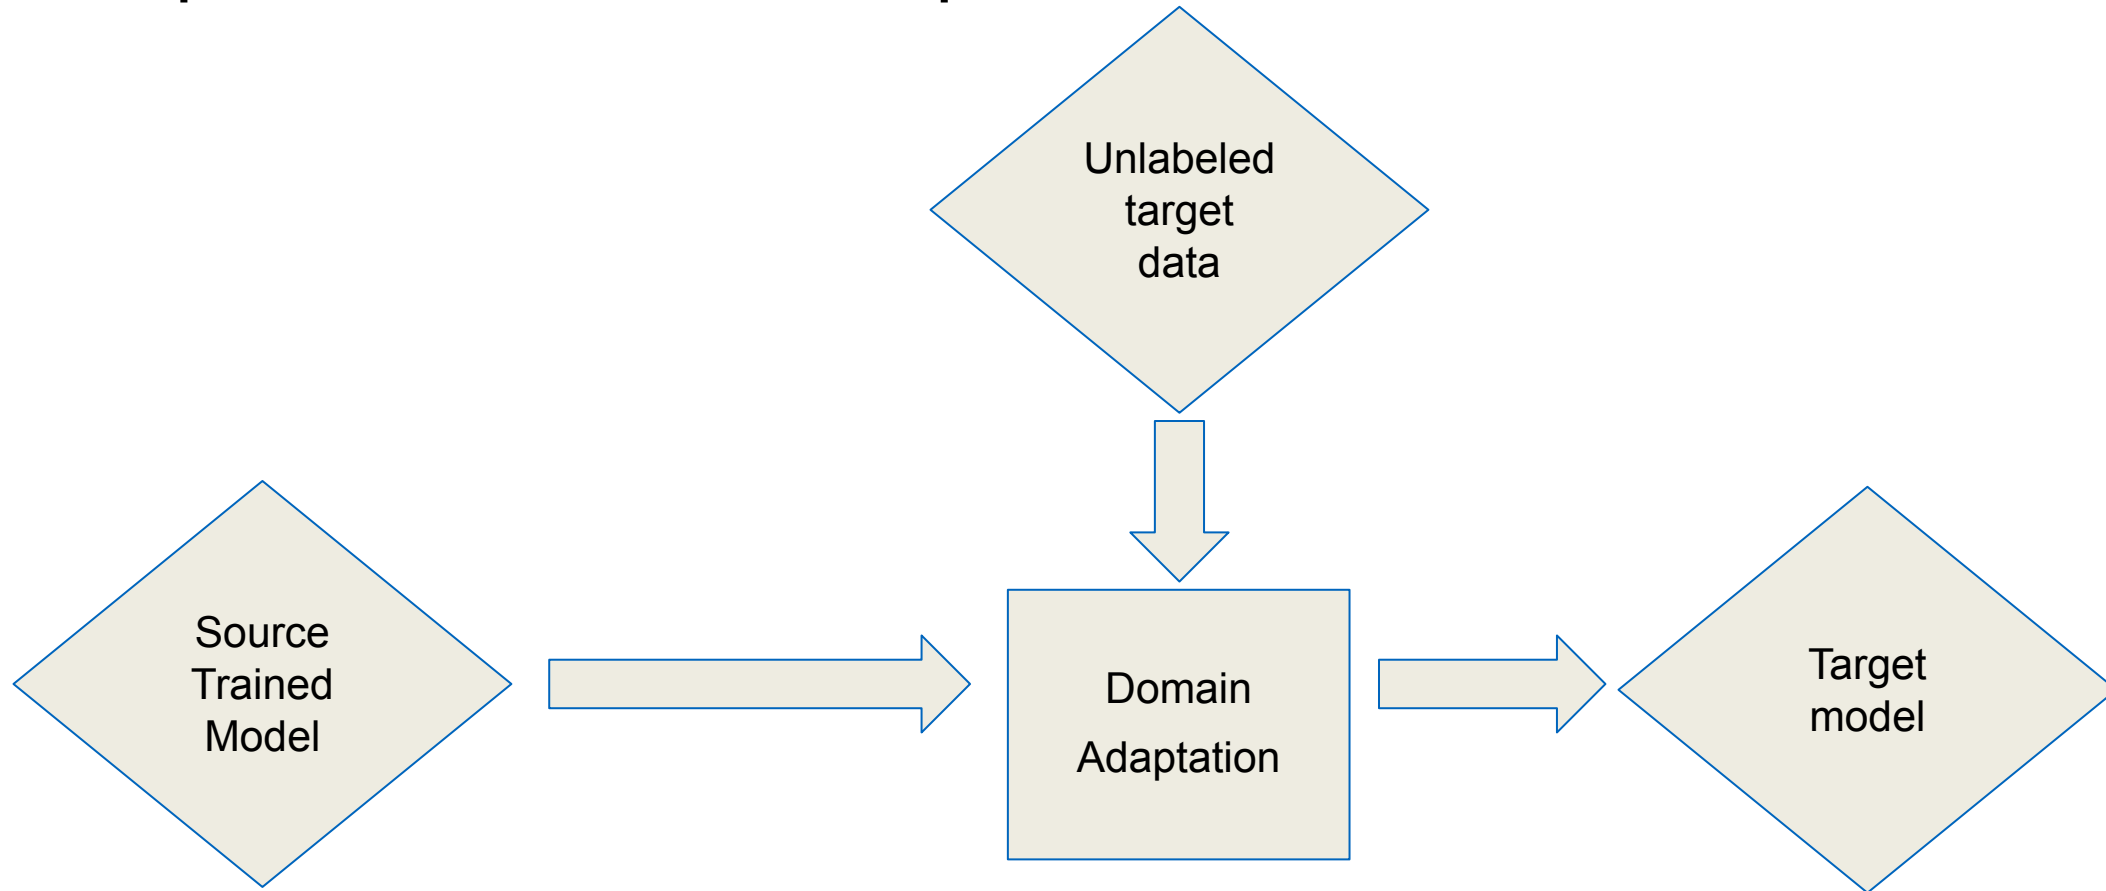 Unlabeled
target
data
Source
Trained
Model
Domain
Adaptation
Target
model